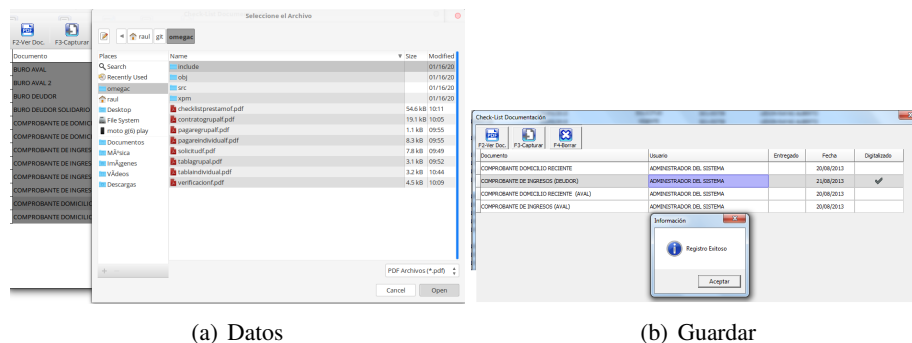 Seleccione el Archivo
F2-Ver Doc. F3-Capturar
raul git omegac
Documento
BURO AVAL
BURO AVAL 2
BURO DEUDOR
BURO DEUDOR SOLIDARIO
COMPROBANTE DE DOMIC
COMPROBANTE DE DOMIC
COMPROBANTE DE INGRES
COMPROBANTE DE INGRES
COMPROBANTE DE INGRES
COMPROBANTE DE INGRES
COMPROBANTE DOMICILIO
COMPROBANTE DOMICILIO
Places
Search
Recently Used
omegac
raul
Desktop
File System
moto g(6) play
Documentos
MÃºsica
ImÃ¡genes
VÃ­deos
Descargas
Name Size Modified
include 01/16/20
obj 01/16/20
src 01/16/20
xpm 01/16/20
checklistprestamof.pdf 54.6 kB 10:11
contratogrupalf.pdf 19.1 kB 10:05
pagaregrupalf.pdf 1.1 kB 09:55
pagareindividualf.pdf 8.3 kB 09:55
solicitudf.pdf 7.8 kB 09:49
tablagrupal.pdf 3.1 kB 09:52
tablaindividual.pdf 3.2 kB 10:44
verificacionf.pdf 4.5 kB 10:09
PDF Archivos (*.pdf)
Cancel Open
(a) Datos
Check-List Documentación
F2-Ver Doc. F3-Capturar F4-Borrar
Documento Usuario Entregado Fecha Digitalizado
COMPROBANTE DOMICILIO RECIENTE ADMINISTRADOR DEL SISTEMA 20/08/2013
COMPROBANTE DE INGRESOS (DEUDOR) ADMINISTRADOR DEL SISTEMA 21/08/2013
COMPROBANTE DOMICILIO RECIENTE (AVAL) ADMINISTRADOR DEL SISTEMA 20/08/2013
COMPROBANTE DE INGRESOS (AVAL) ADMINISTRADOR DEL SISTEMA 20/08/2013
Información
Registro Exitoso
Aceptar
(b) Guardar